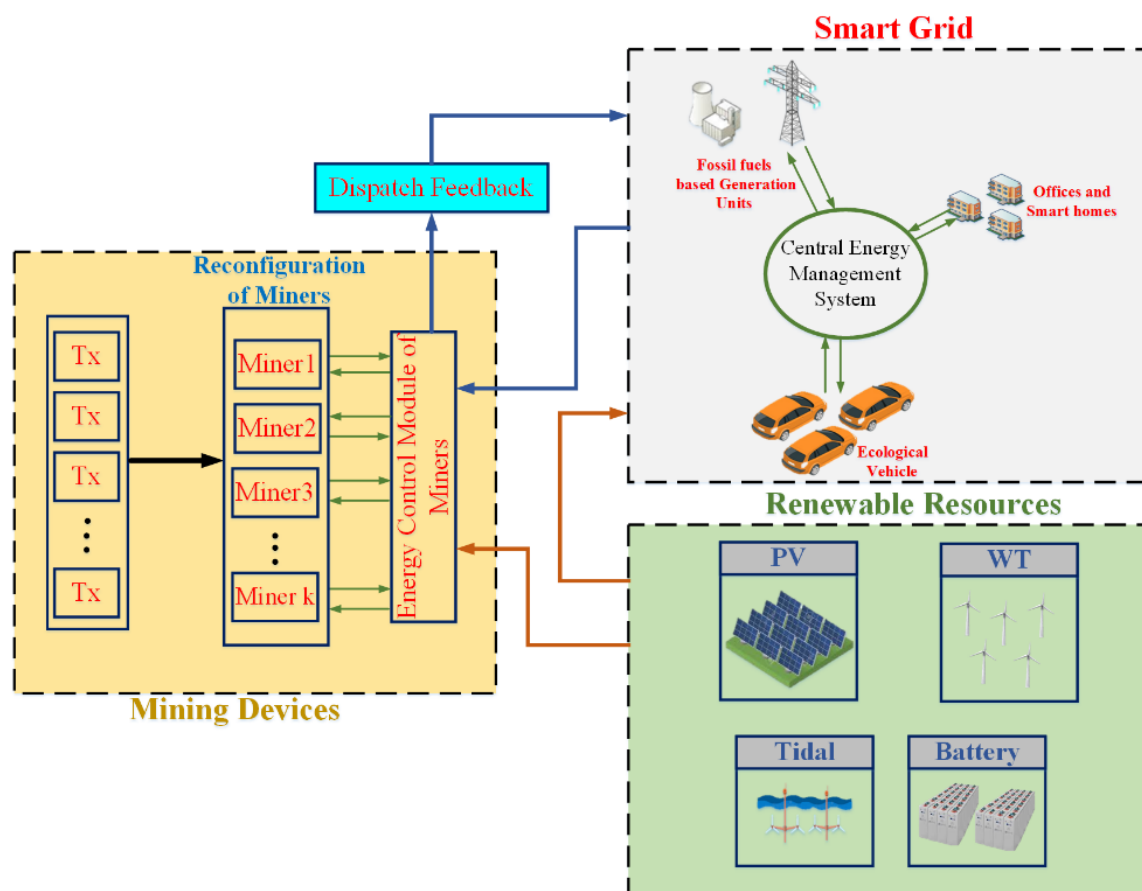 Smart Grid
Fossil fuels
based Generation
Units
Offices and
Smart homes
Central Energy
Management
System
Ecological
Vehicle
Dispatch Feedback
Reconfiguration
of Miners
Tx
Tx
Tx
Tx
Miner1
Miner2
Miner3
Miner k
Energy Control Module of
Miners
Mining Devices
Renewable Resources
PV
WT
Tidal
Battery